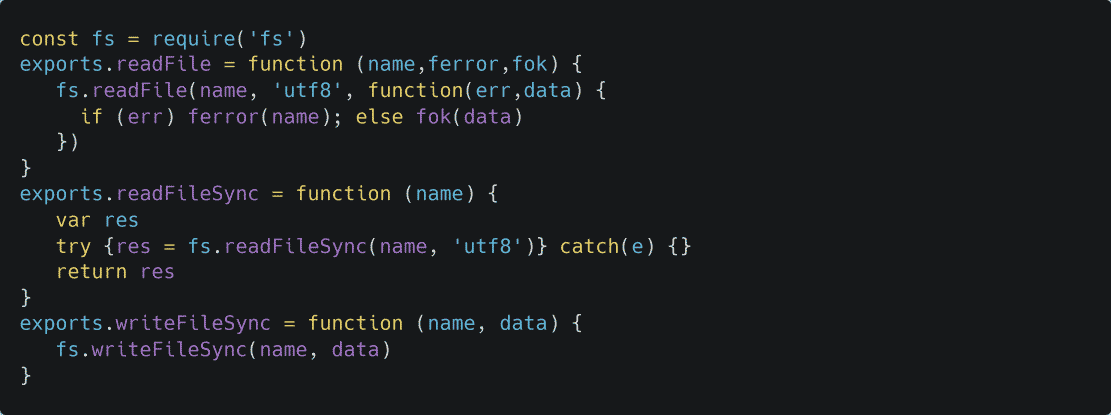 const fs = require('fs')
exports.readFile = function (name,ferror,fok) {
   fs.readFile(name, 'utf8', function(err,data) {
     if (err) ferror(name); else fok(data)
   })
}
exports.readFileSync = function (name) {
   var res
   try {res = fs.readFileSync(name, 'utf8')} catch(e) {}
   return res
}
exports.writeFileSync = function (name, data) {
   fs.writeFileSync(name, data)
}